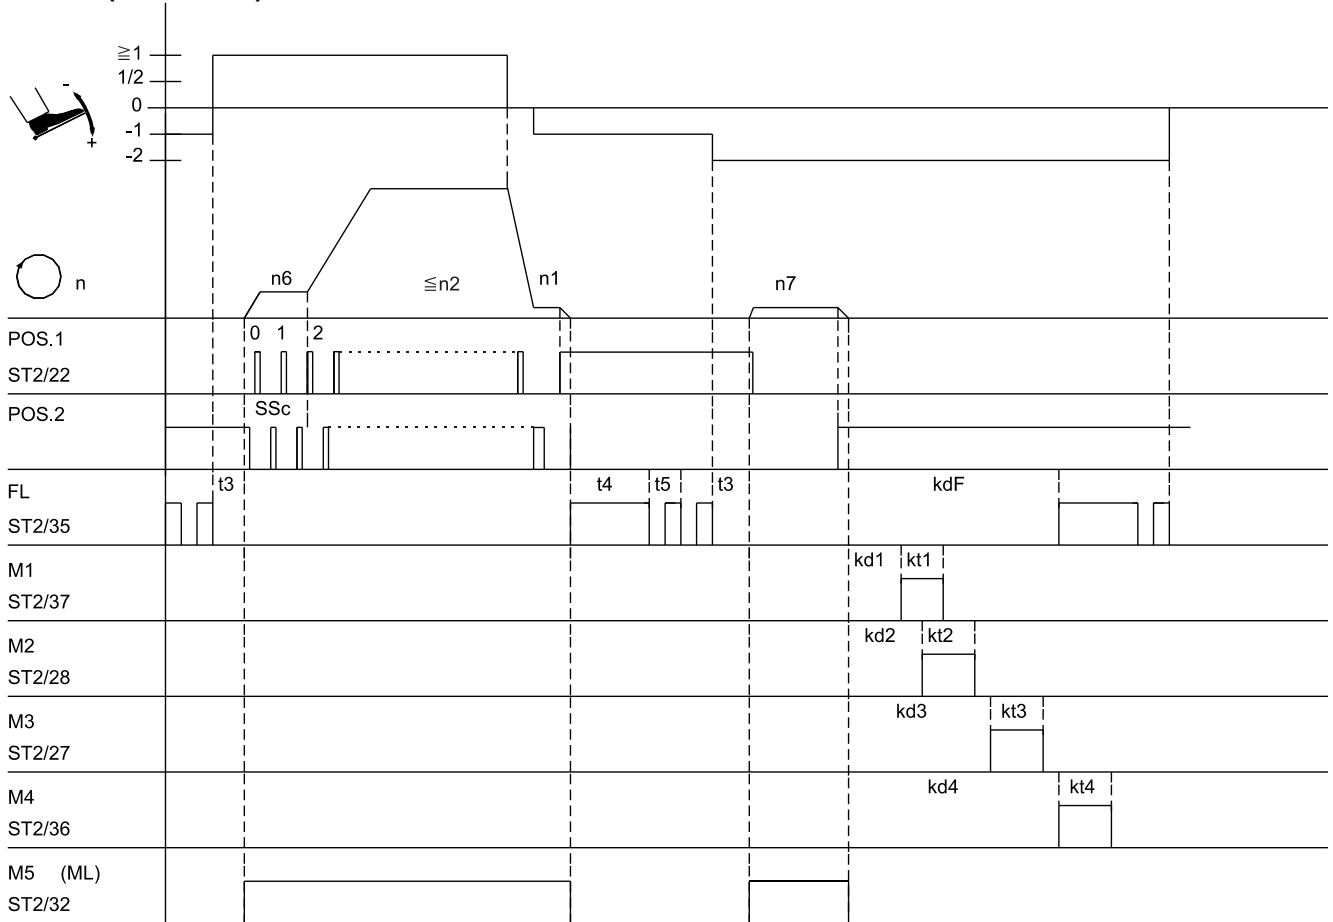 ≧1
1/2
0
-1
-2
-
+
n
n6
≦n2
n1
n7
POS.1
0 1 2
ST2/22
POS.2
SSc
FL
t3
t4
t5
t3
kdF
ST2/35
M1
kd1
kt1
ST2/37
M2
kd2
kt2
ST2/28
M3
kd3
kt3
ST2/27
M4
kd4
kt4
ST2/36
M5 (ML)
ST2/32